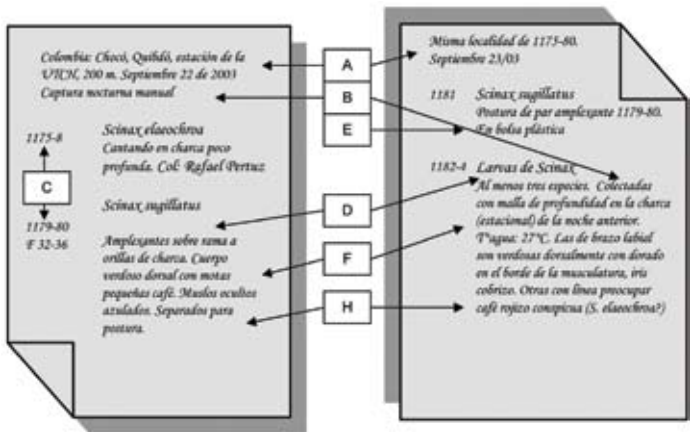 Colombia: Chocó, Quibdó, estación de la
UTCH, 200 m. Septiembre 22 de 2003
Captura nocturna manual
1175-8
Scinax elaeochroa
Cantando en charca poco
profunda. Col: Rafael Pertuz
C
1179-80
F 32-36
Scinax sugillatus
Amplexantes sobre rama a
orillas de charca. Cuerpo
verdoso dorsal con motas
pequeñas café. Muslos ocultos
azulados. Separados para
postura.
A
B
E
D
F
H
Misma localidad de 1175-80.
Septiembre 23/03
1181 Scinax sugillatus
Postura de par amplexante 1179-80.
En bolsa plástica
1182-4 Larvas de Scinax
Al menos tres especies. Colectadas
con malla de profundidad en la charca
(estacional) de la noche anterior.
T°agua: 27°C. Las de brazo labial
son verdosas dorsalmente con dorado
en el borde de la musculatura, iris
cobrizo. Otras con línea preocupar
café rojizo conspicua (S. elaeochroa?)